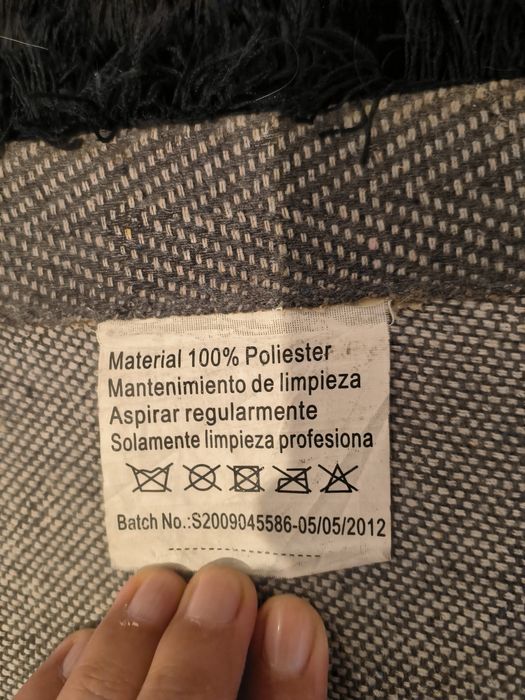 Material 100% Poliester
Mantenimiento de limpieza
Aspirar regularmente
Solamente limpieza profesiona
Batch No.:S2009045586-05/05/2012